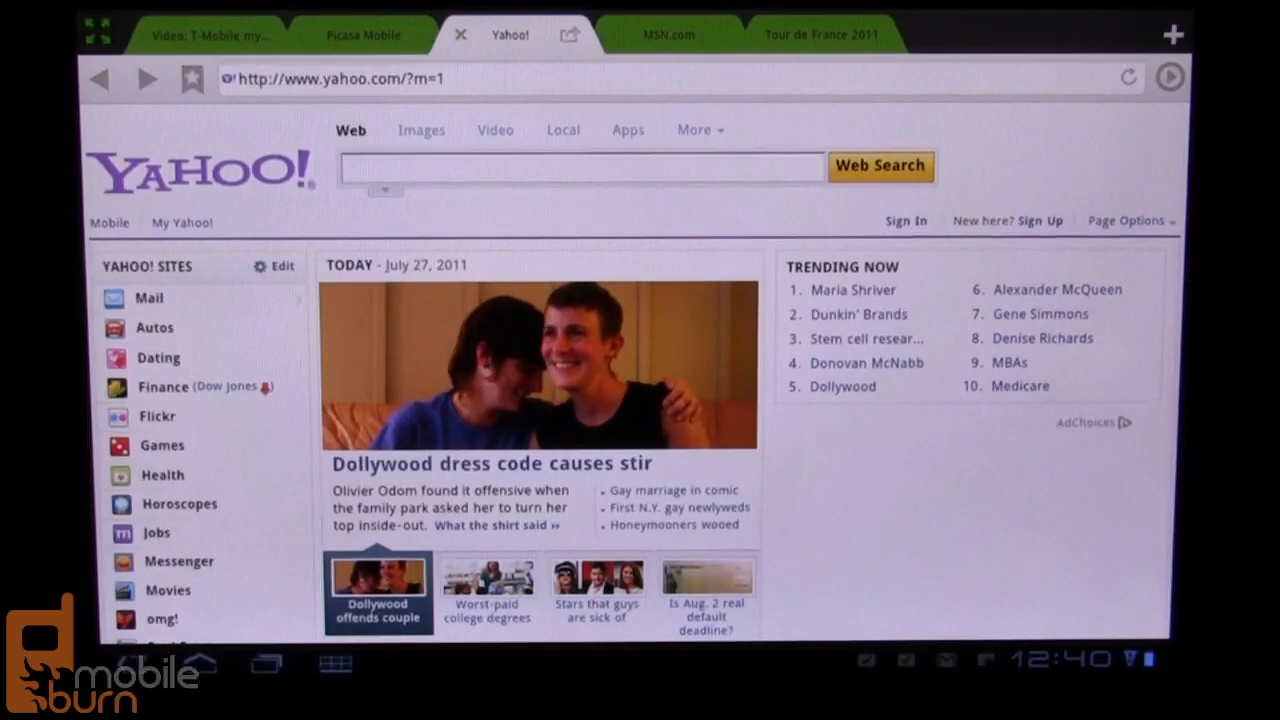 Video: T-Mobile my...
Picasa Mobile
Yahoo!
MSN.com
Tour de France 2011
http://www.yahoo.com/?m=1
Web Images Video Local Apps More
YAHOO!
Web Search
Mobile My Yahoo!
Sign In New here? Sign Up Page Options
YAHOO! SITES Edit
Mail
Autos
Dating
Finance (Dow Jones)
Flickr
Games
Health
Horoscopes
Jobs
Messenger
Movies
omg!
TODAY - July 27, 2011
Dollywood dress code causes stir
Olivier Odom found it offensive when
the family park asked her to turn her
top inside-out. What the shirt said »
Gay marriage in comic
First N.Y. gay newlyweds
Honeymooners wooed
Dollywood
offends couple
Worst-paid
college degrees
Stars that guys
are sick of
Is Aug. 2 real
default
deadline?
TRENDING NOW
1. Maria Shriver
2. Dunkin' Brands
3. Stem cell resear...
4. Donovan McNabb
5. Dollywood
6. Alexander McQueen
7. Gene Simmons
8. Denise Richards
9. MBAs
10. Medicare
AdChoices
12:40
mobile
burn